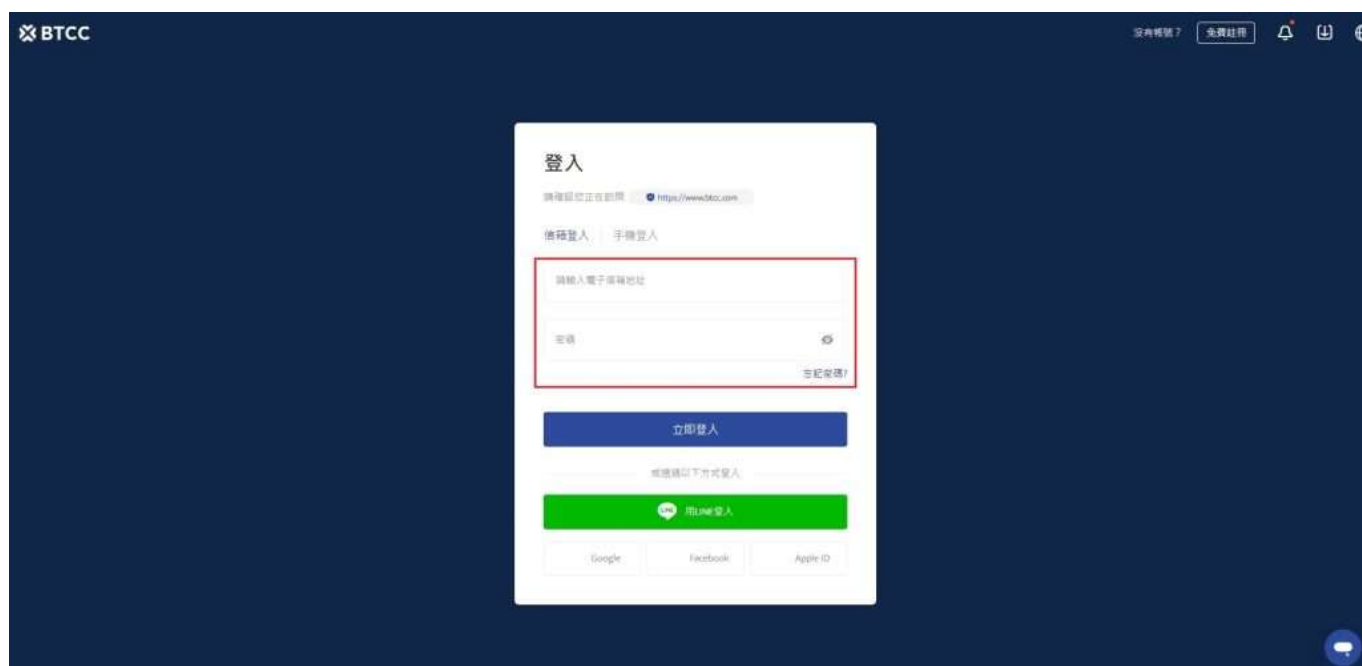 BTCC
沒有帳號？ 免費註冊
登入
請確認您正在訪問 https://www.btcc.com
信箱登入 手機登入
請輸入電子信箱地址
密碼
忘記密碼?
立即登入
或透過以下方式登入
LINE 用LINE登入
Google Facebook Apple ID